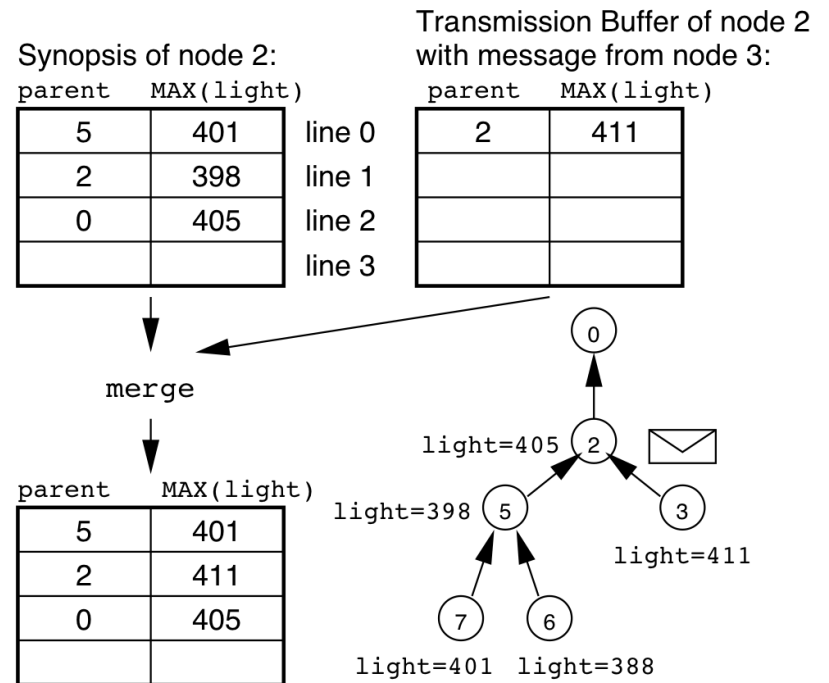 Synopsis of node 2:
parent MAX(light)
5 401 line 0
2 398 line 1
0 405 line 2
line 3
Transmission Buffer of node 2
with message from node 3:
parent MAX(light)
2 411
merge
parent MAX(light)
5 401
2 411
0 405
0
light=405 2
light=398 5
3
light=411
7
6
light=401 light=388